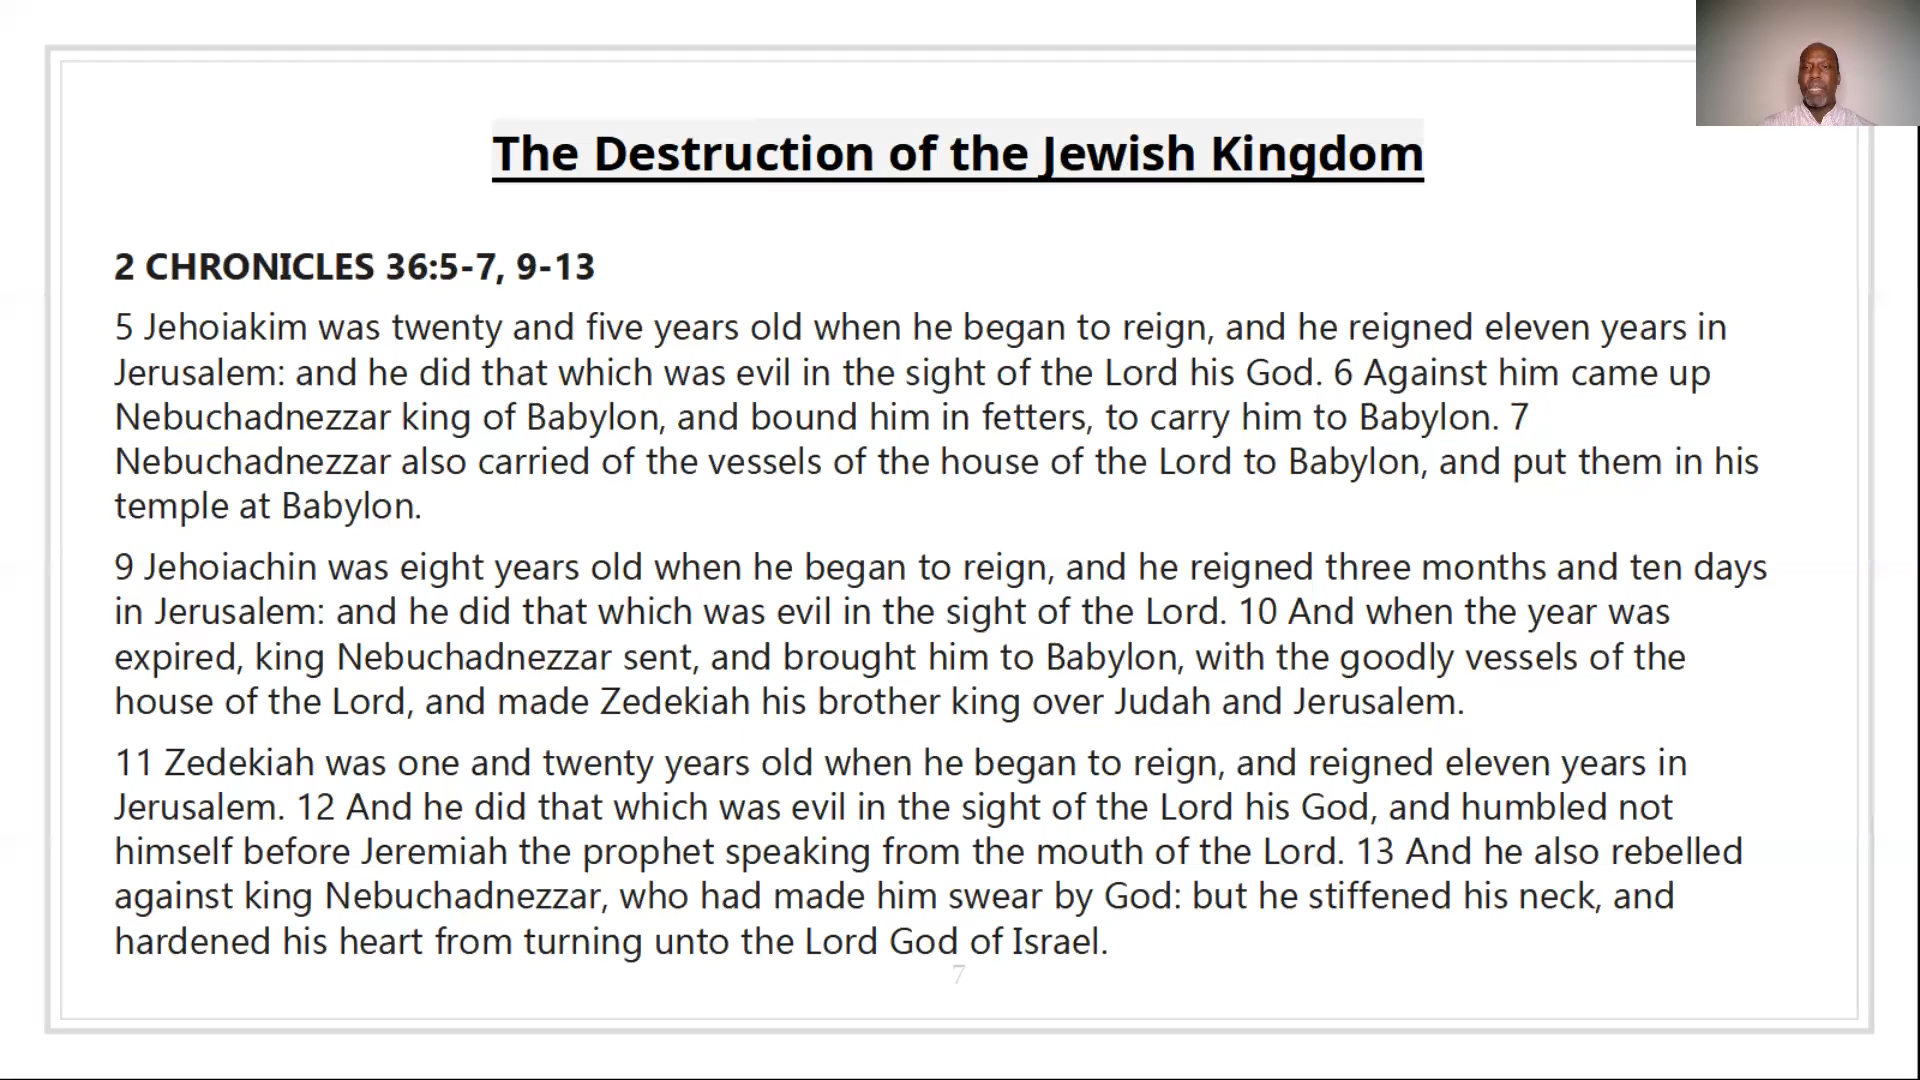 The Destruction of the Jewish Kingdom
2 CHRONICLES 36:5-7, 9-13
5 Jehoiakim was twenty and five years old when he began to reign, and he reigned eleven years in
Jerusalem: and he did that which was evil in the sight of the Lord his God. 6 Against him came up
Nebuchadnezzar king of Babylon, and bound him in fetters, to carry him to Babylon. 7
Nebuchadnezzar also carried of the vessels of the house of the Lord to Babylon, and put them in his
temple at Babylon.
9 Jehoiachin was eight years old when he began to reign, and he reigned three months and ten days
in Jerusalem: and he did that which was evil in the sight of the Lord. 10 And when the year was
expired, king Nebuchadnezzar sent, and brought him to Babylon, with the goodly vessels of the
house of the Lord, and made Zedekiah his brother king over Judah and Jerusalem.
11 Zedekiah was one and twenty years old when he began to reign, and reigned eleven years in
Jerusalem. 12 And he did that which was evil in the sight of the Lord his God, and humbled not
himself before Jeremiah the prophet speaking from the mouth of the Lord. 13 And he also rebelled
against king Nebuchadnezzar, who had made him swear by God: but he stiffened his neck, and
hardened his heart from turning unto the Lord God of Israel.
7